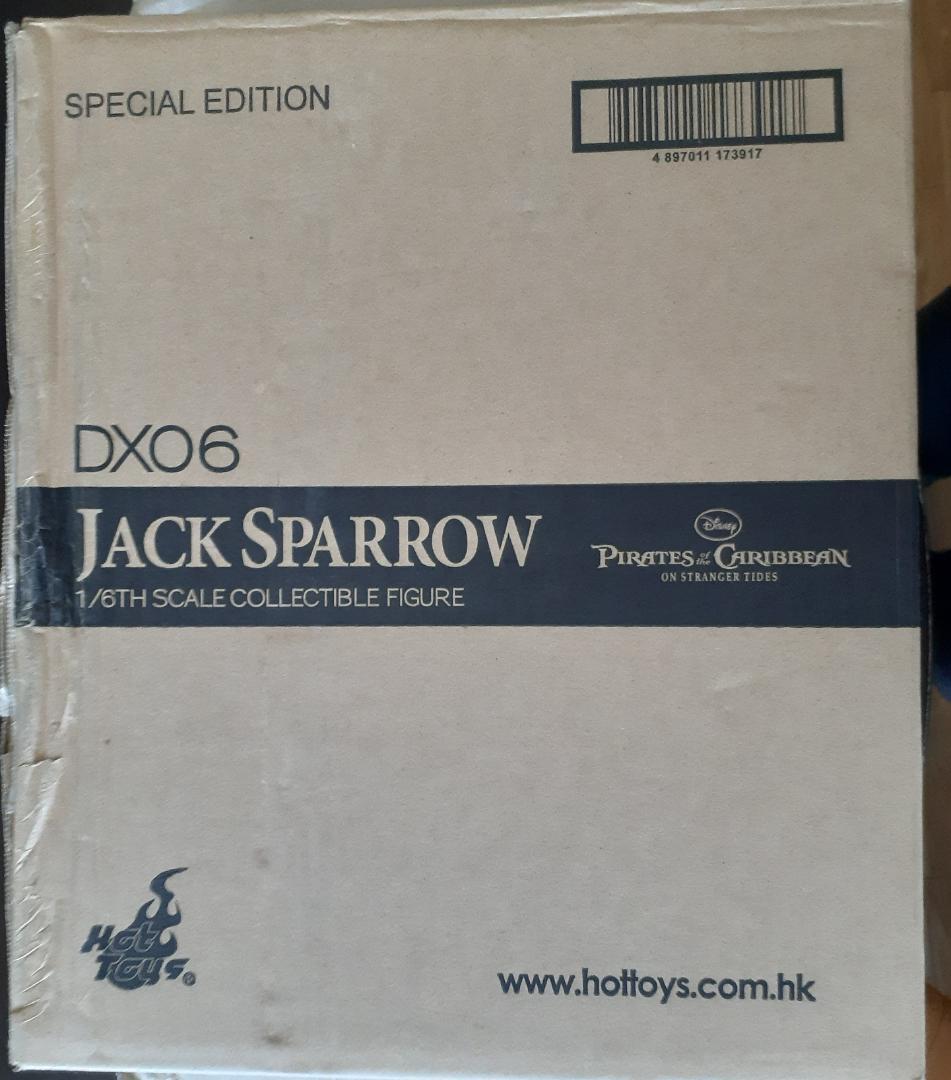 SPECIAL EDITION
4 897011 173917
DX06
JACK SPARROW
1/6TH SCALE COLLECTIBLE FIGURE
Disney
PIRATES of the CARIBBEAN
ON STRANGER TIDES
Hot
Toys®
www.hottoys.com.hk